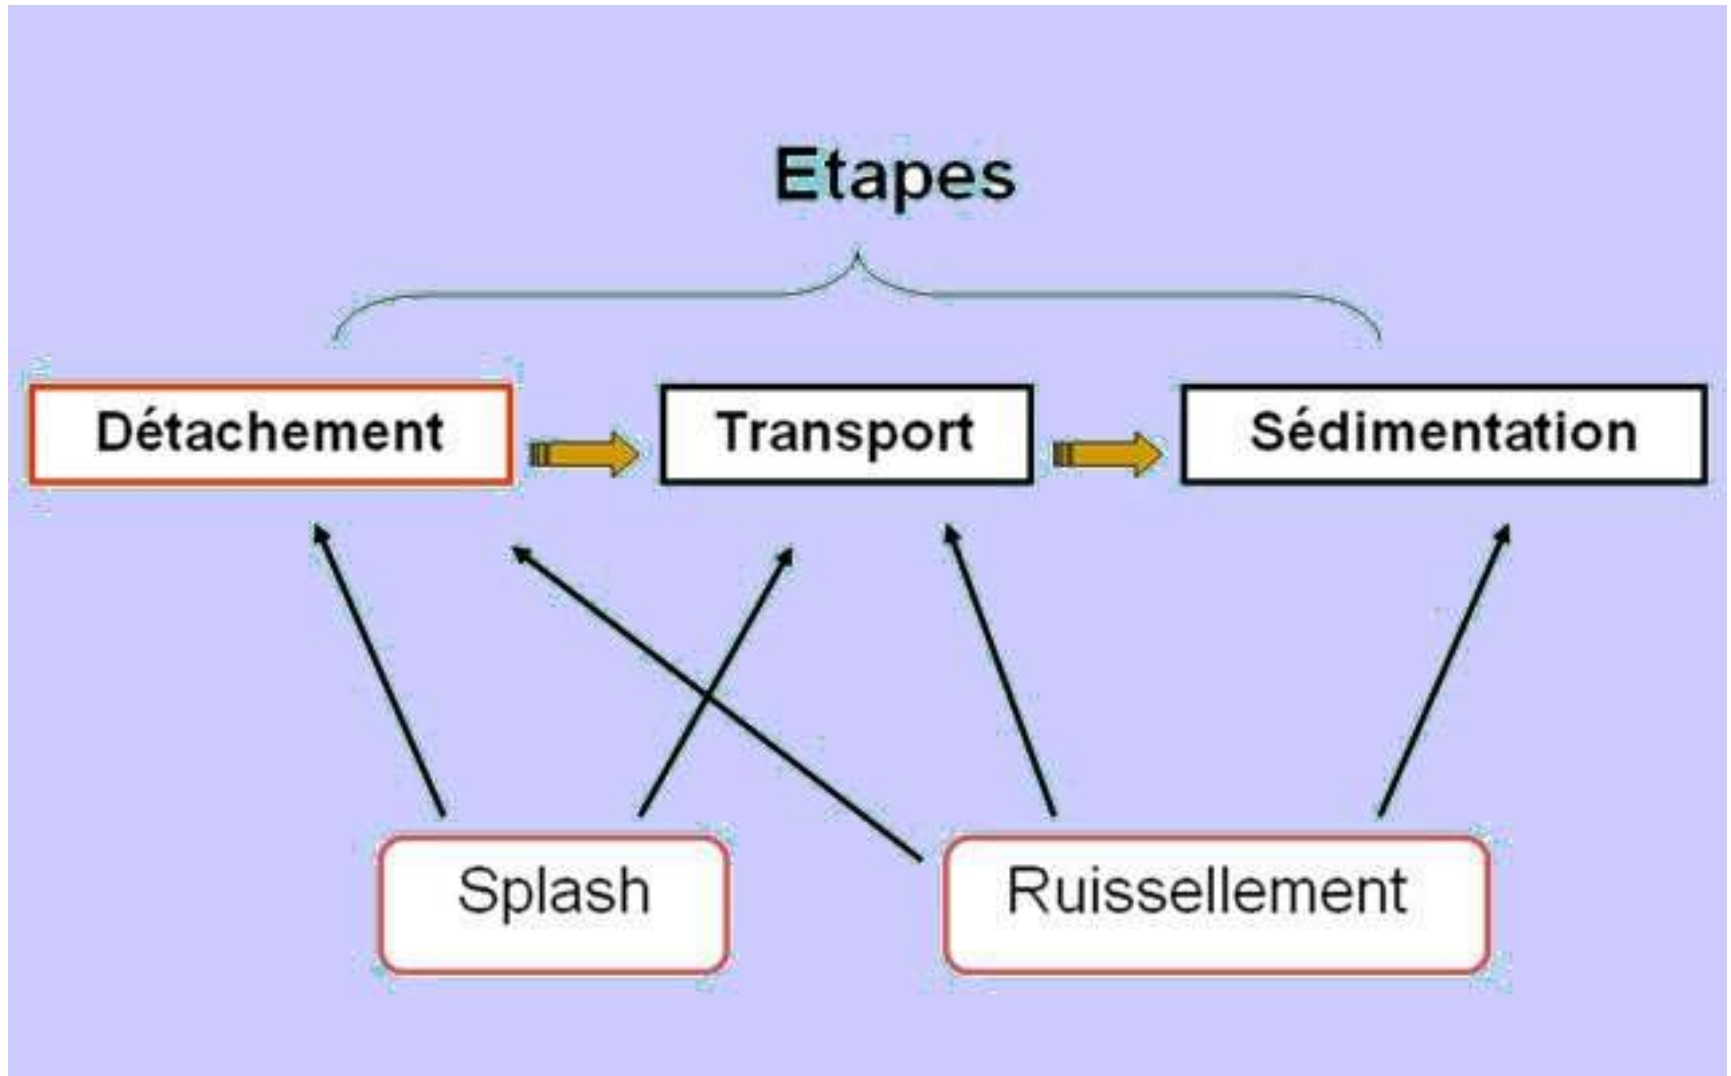 Etapes
Détachement
Transport
Sédimentation
Splash
Ruissellement